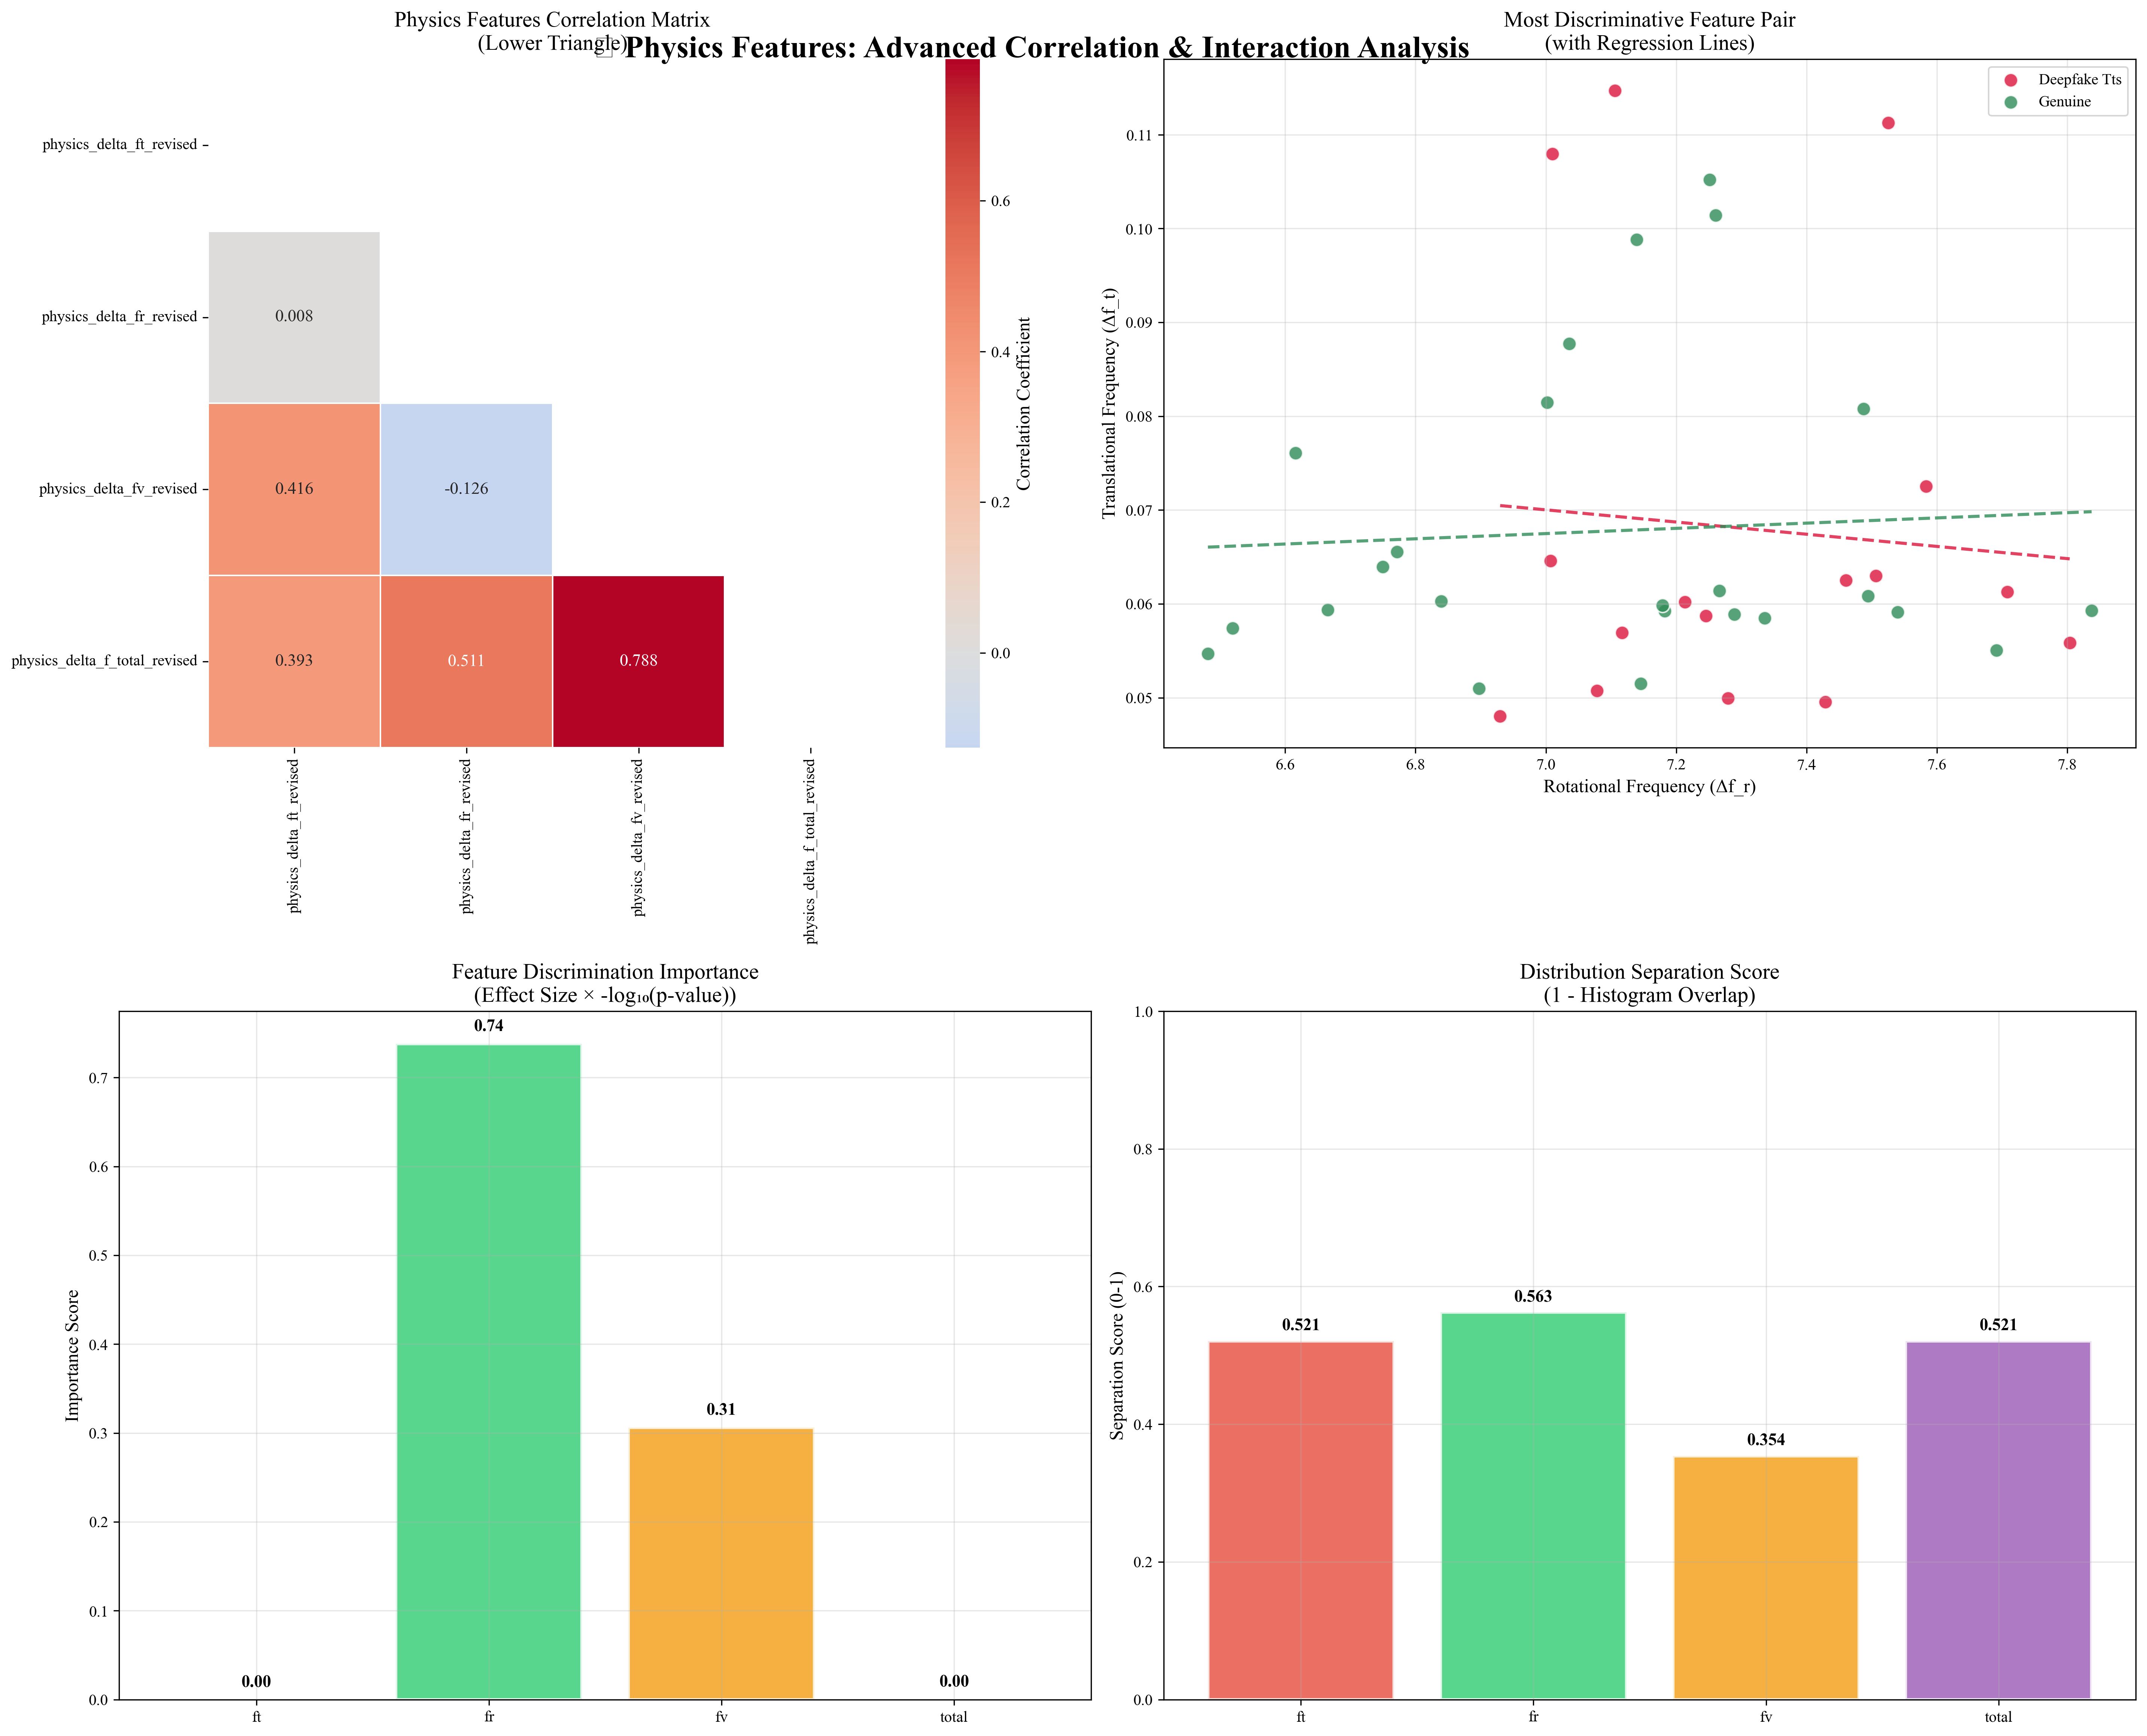 Physics Features Correlation Matrix
(Lower Triangle)
Physics Features: Advanced Correlation & Interaction Analysis
physics_delta_ft_revised
physics_delta_fr_revised
physics_delta_fv_revised
physics_delta_f_total_revised
0.008
0.416
-0.126
0.393
0.511
0.788
physics_delta_ft_revised
physics_delta_fr_revised
physics_delta_fv_revised
physics_delta_f_total_revised
0.6
0.4
0.2
0.0
Correlation Coefficient
Most Discriminative Feature Pair
(with Regression Lines)
Deepfake Tts
Genuine
0.11
0.10
0.09
0.08
0.07
0.06
0.05
Translational Frequency (Δf_t)
6.6
6.8
7.0
7.2
7.4
7.6
7.8
Rotational Frequency (Δf_r)
Feature Discrimination Importance
(Effect Size × -log₁₀(p-value))
0.7
0.6
0.5
0.4
0.3
0.2
0.1
0.0
Importance Score
0.00
0.74
0.31
0.00
ft
fr
fv
total
Distribution Separation Score
(1 - Histogram Overlap)
1.0
0.8
0.6
0.4
0.2
0.0
Separation Score (0-1)
0.521
0.563
0.354
0.521
ft
fr
fv
total